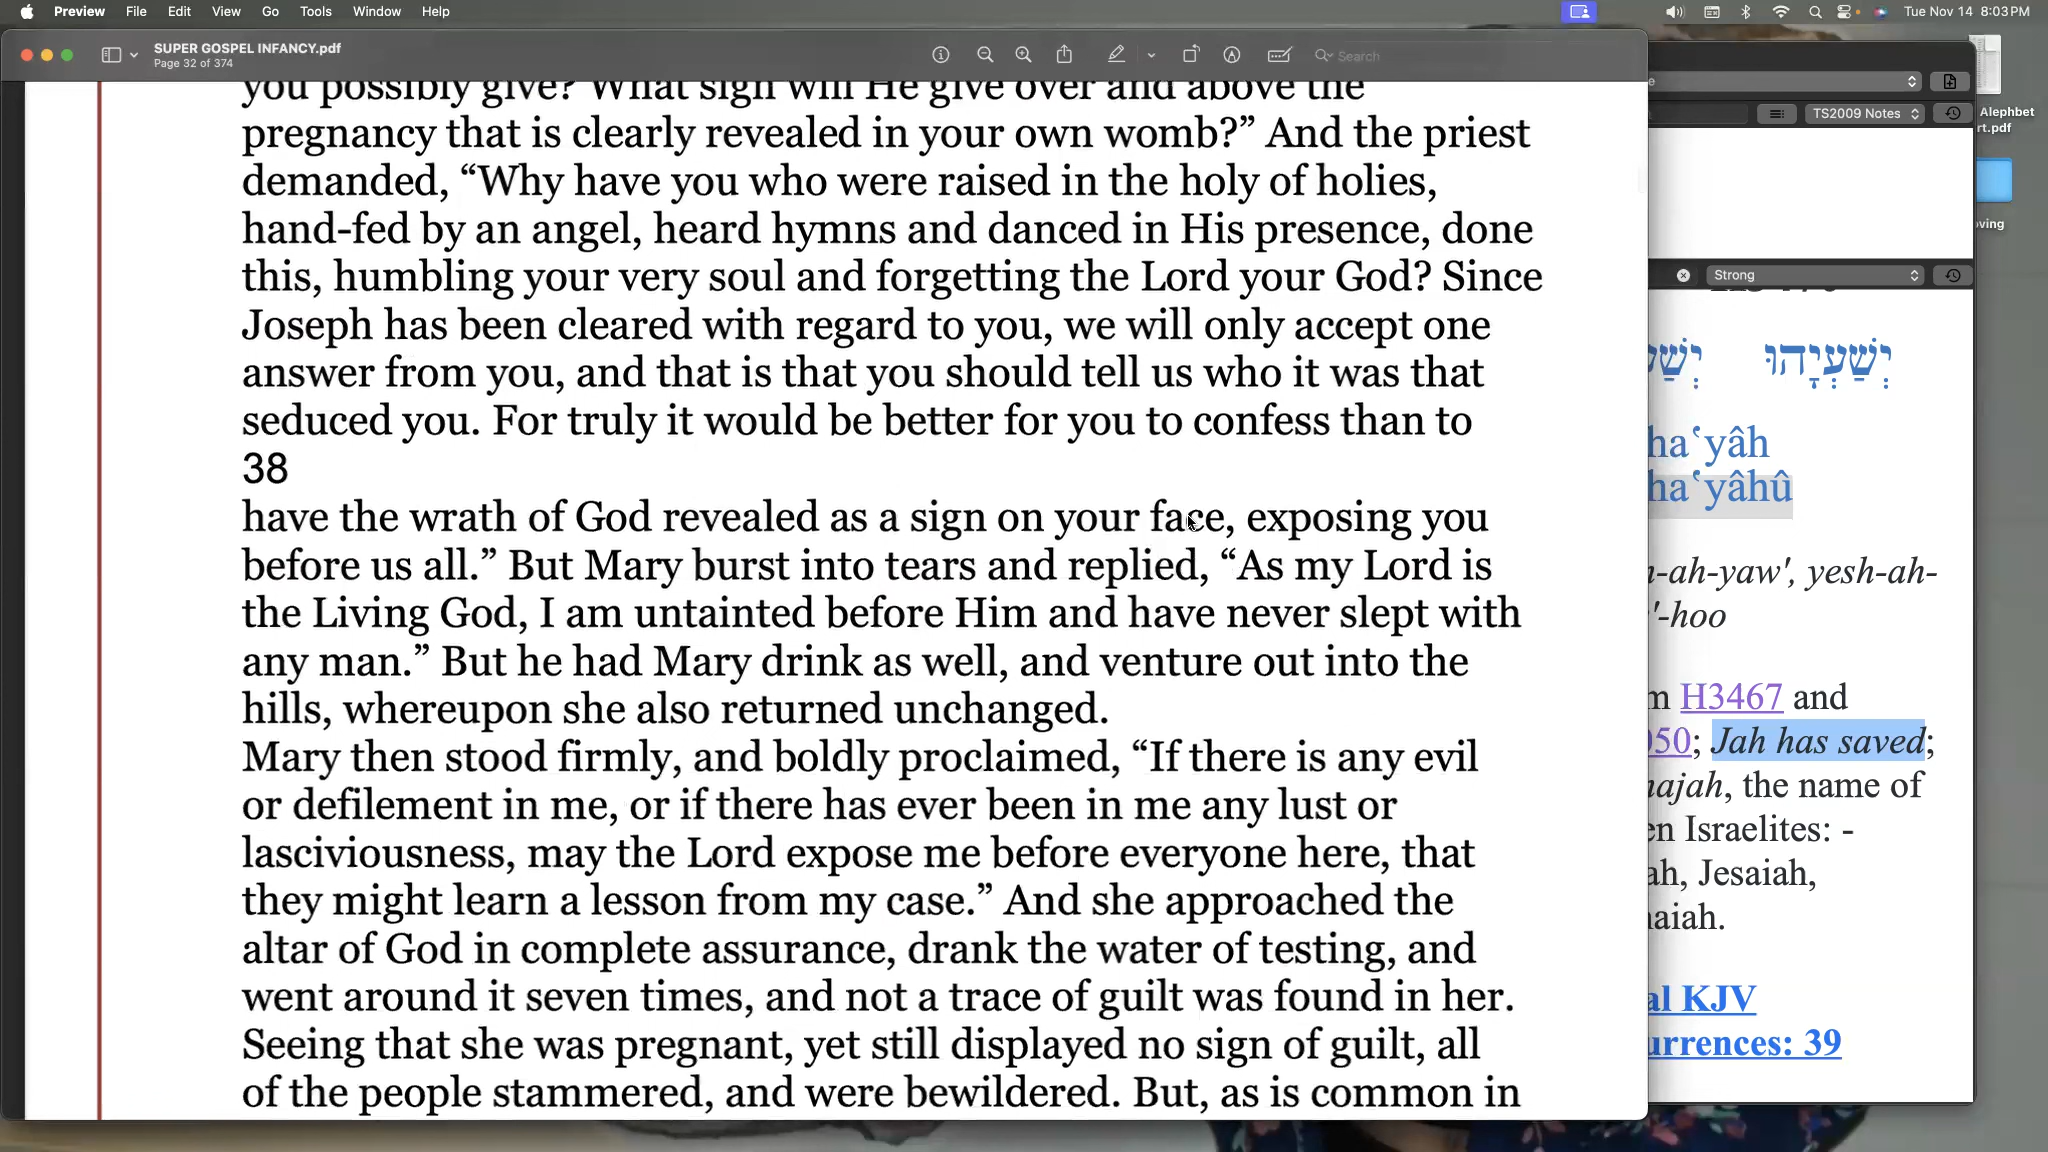 Preview File Edit View Go Tools Window Help
Tue Nov 14 8:03 PM
SUPER GOSPEL INFANCY.pdf
Page 32 of 374
Search
you possibly give? What sign will He give over and above the
pregnancy that is clearly revealed in your own womb?” And the priest
demanded, “Why have you who were raised in the holy of holies,
hand-fed by an angel, heard hymns and danced in His presence, done
this, humbling your very soul and forgetting the Lord your God? Since
Joseph has been cleared with regard to you, we will only accept one
answer from you, and that is that you should tell us who it was that
seduced you. For truly it would be better for you to confess than to
38
have the wrath of God revealed as a sign on your face, exposing you
before us all.” But Mary burst into tears and replied, “As my Lord is
the Living God, I am untainted before Him and have never slept with
any man.” But he had Mary drink as well, and venture out into the
hills, whereupon she also returned unchanged.
Mary then stood firmly, and boldly proclaimed, “If there is any evil
or defilement in me, or if there has ever been in me any lust or
lasciviousness, may the Lord expose me before everyone here, that
they might learn a lesson from my case.” And she approached the
altar of God in complete assurance, drank the water of testing, and
went around it seven times, and not a trace of guilt was found in her.
Seeing that she was pregnant, yet still displayed no sign of guilt, all
of the people stammered, and were bewildered. But, as is common in
e
TS2009 Notes
Strong
יְשַׁעְיָהוּ
ha‛yâh
ha‛yâhû
-ah-yaw', yesh-ah-
'-hoo
H3467 and
050; Jah has saved;
ajah, the name of
en Israelites: -
ah, Jesaiah,
aiah.
al KJV
urrences: 39
Alephbet
rt.pdf
ving